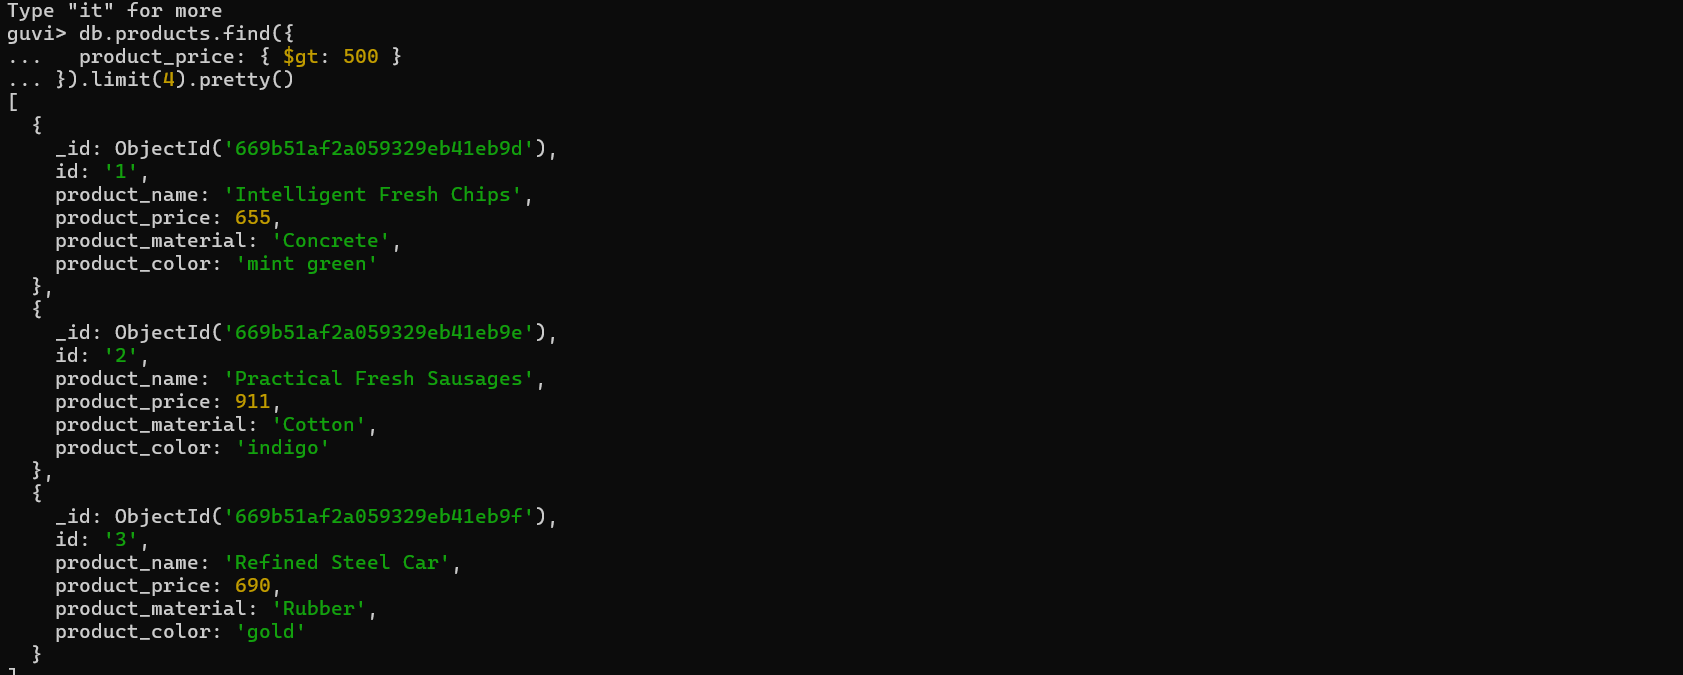 Type "it" for more
guvi> db.products.find({
...   product_price: { $gt: 500 }
... }).limit(4).pretty()
[
  {
    _id: ObjectId('669b51af2a059329eb41eb9d'),
    id: '1',
    product_name: 'Intelligent Fresh Chips',
    product_price: 655,
    product_material: 'Concrete',
    product_color: 'mint green'
  },
  {
    _id: ObjectId('669b51af2a059329eb41eb9e'),
    id: '2',
    product_name: 'Practical Fresh Sausages',
    product_price: 911,
    product_material: 'Cotton',
    product_color: 'indigo'
  },
  {
    _id: ObjectId('669b51af2a059329eb41eb9f'),
    id: '3',
    product_name: 'Refined Steel Car',
    product_price: 690,
    product_material: 'Rubber',
    product_color: 'gold'
  }
]